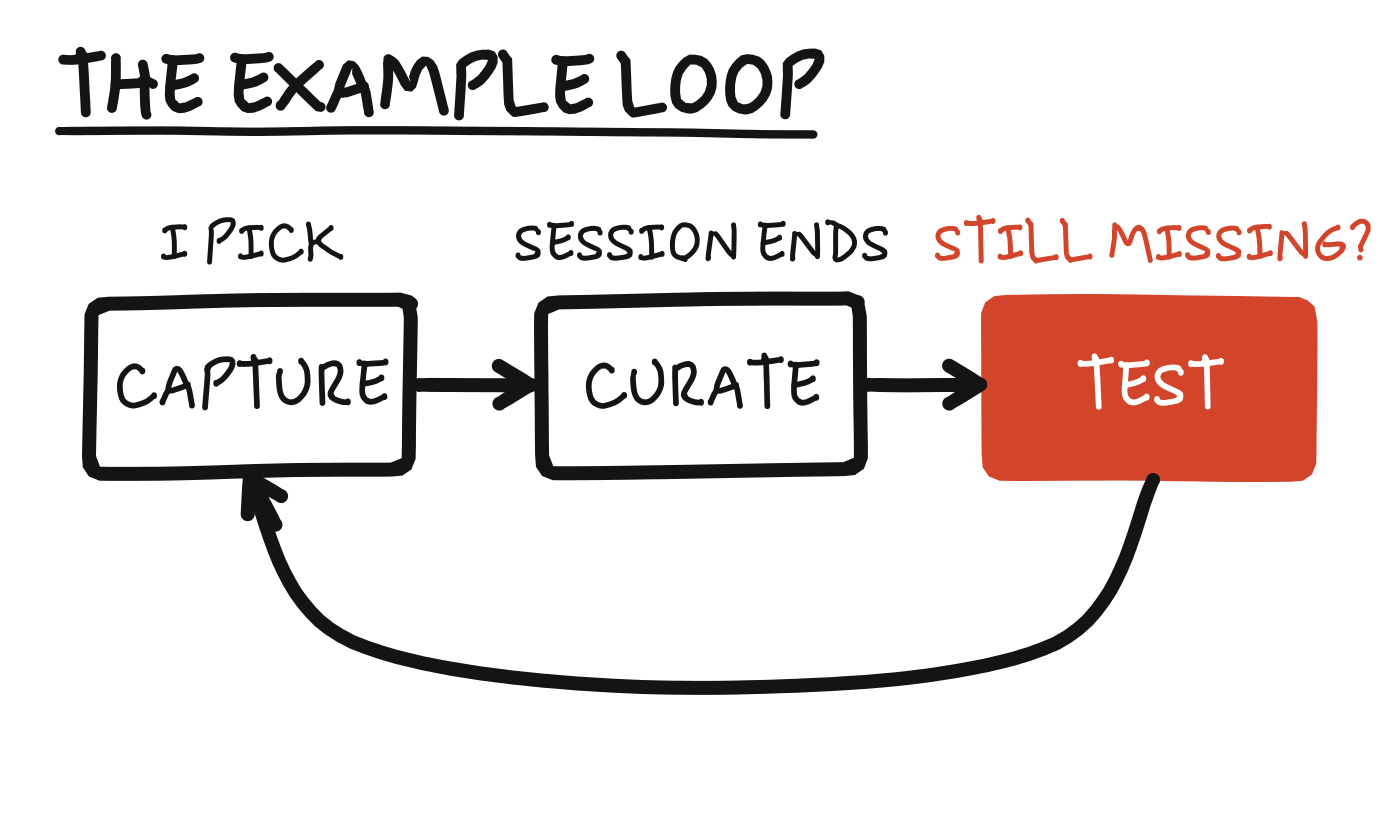 THE EXAMPLE LOOP
I PICK
SESSION ENDS
STILL MISSING?
CAPTURE
CURATE
TEST